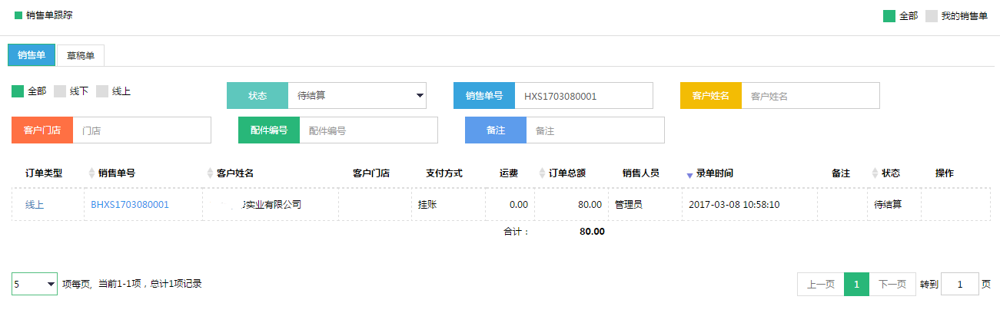 销售单跟踪 全部 我的销售单
销售单 草稿单
全部 线下 线上 状态 待结算 销售单号 HXS1703080001 客户姓名 客户姓名
客户门店 门店 配件编号 配件编号 备注 备注
订单类型 销售单号 客户姓名 客户门店 支付方式 运费 订单总额 销售人员 录单时间 备注 状态 操作
线上 BHXS1703080001 实业有限公司 挂账 0.00 80.00 管理员 2017-03-08 10:58:10 待结算
合计： 80.00
5 项每页, 当前1-1项，总计1项记录 上一页 1 下一页 转到 1 页